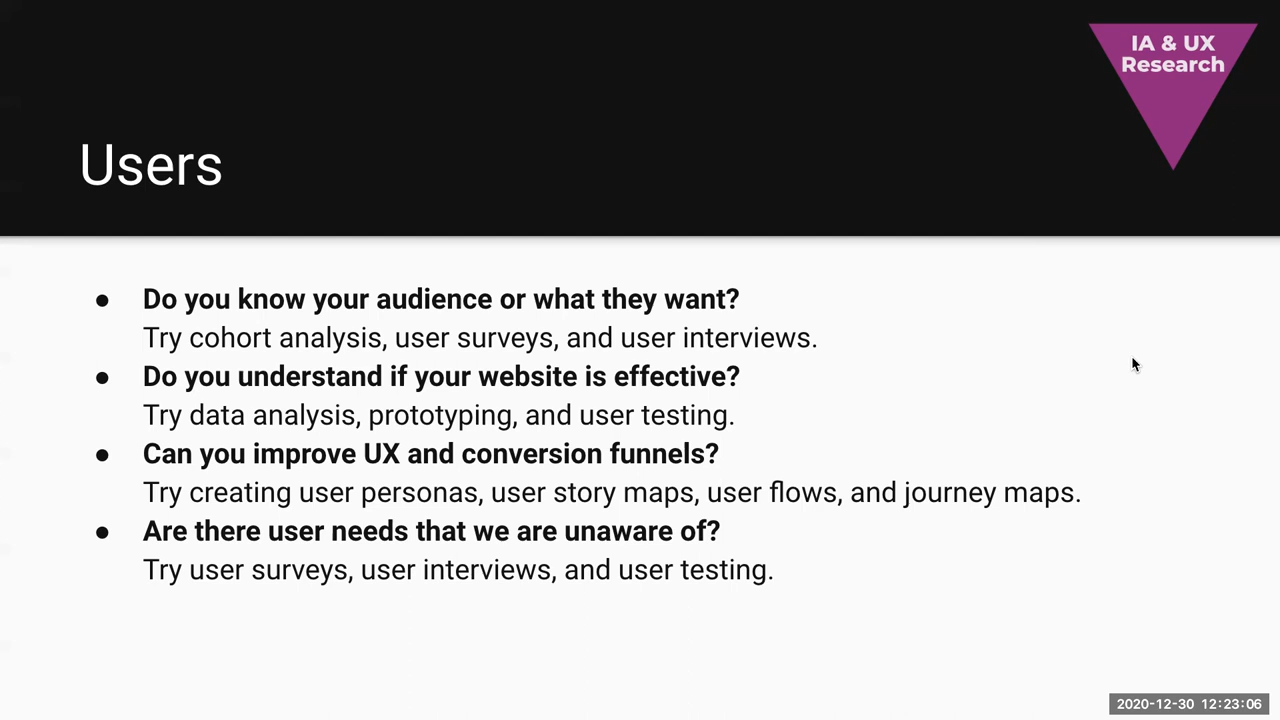 IA & UX
Research
Users
● Do you know your audience or what they want?
Try cohort analysis, user surveys, and user interviews.
● Do you understand if your website is effective?
Try data analysis, prototyping, and user testing.
● Can you improve UX and conversion funnels?
Try creating user personas, user story maps, user flows, and journey maps.
● Are there user needs that we are unaware of?
Try user surveys, user interviews, and user testing.
2020-12-30 12:23:06